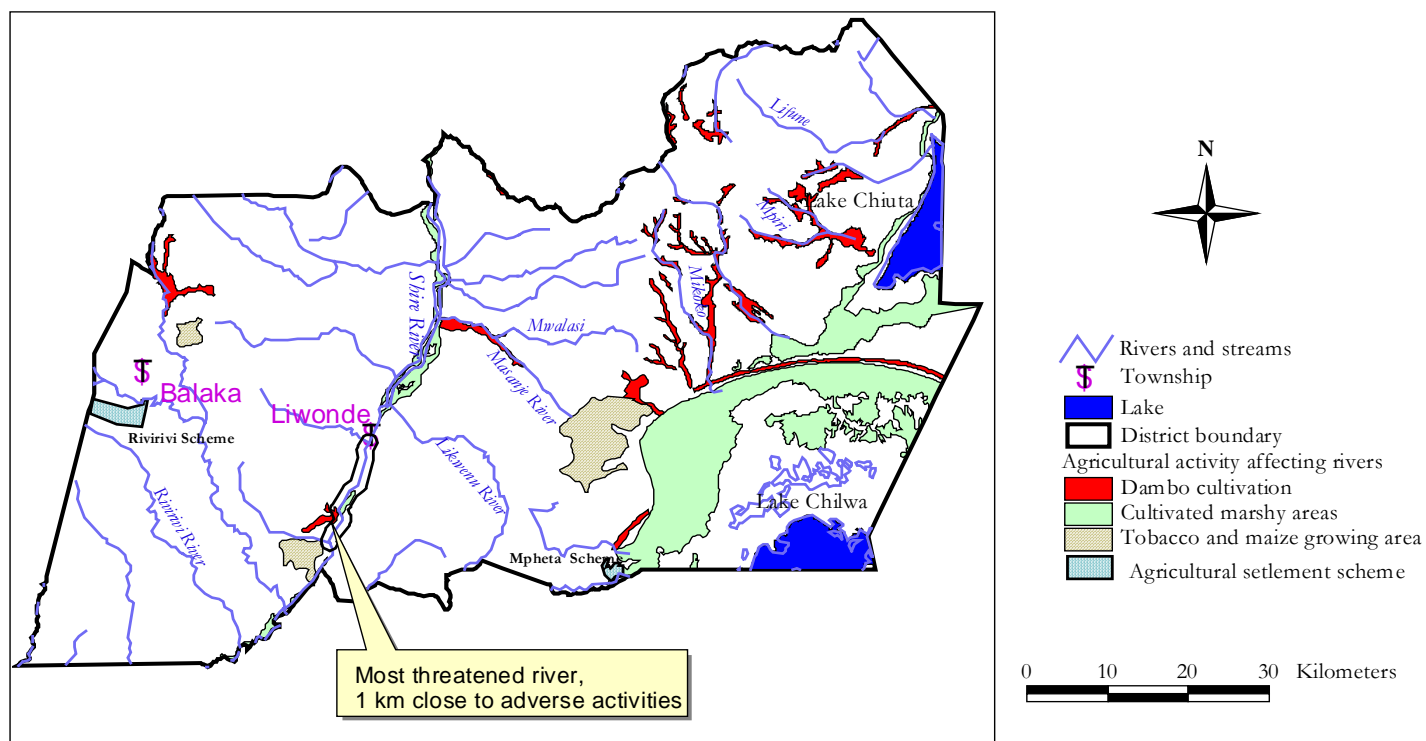 Lifune
Lake Chiuta
Mpiri
Shire River
Mikoko
Mwalasi
Masanje River
Balaka
Liwonde
Rivirivi Scheme
Likwenu River
Lake Chilwa
Rivirivi River
Mpheta Scheme
Most threatened river,
1 km close to adverse activities
N
Rivers and streams
Township
Lake
District boundary
Agricultural activity affecting rivers
Dambo cultivation
Cultivated marshy areas
Tobacco and maize growing area
Agricultural setlement scheme
0 10 20 30 Kilometers